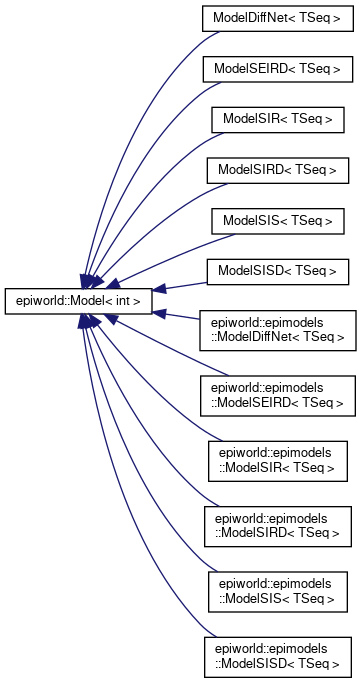 ModelDiffNet< TSeq >
ModelSEIRD< TSeq >
ModelSIR< TSeq >
ModelSIRD< TSeq >
ModelSIS< TSeq >
ModelSISD< TSeq >
epiworld::Model< int >
epiworld::epimodels
::ModelDiffNet< TSeq >
epiworld::epimodels
::ModelSEIRD< TSeq >
epiworld::epimodels
::ModelSIR< TSeq >
epiworld::epimodels
::ModelSIRD< TSeq >
epiworld::epimodels
::ModelSIS< TSeq >
epiworld::epimodels
::ModelSISD< TSeq >